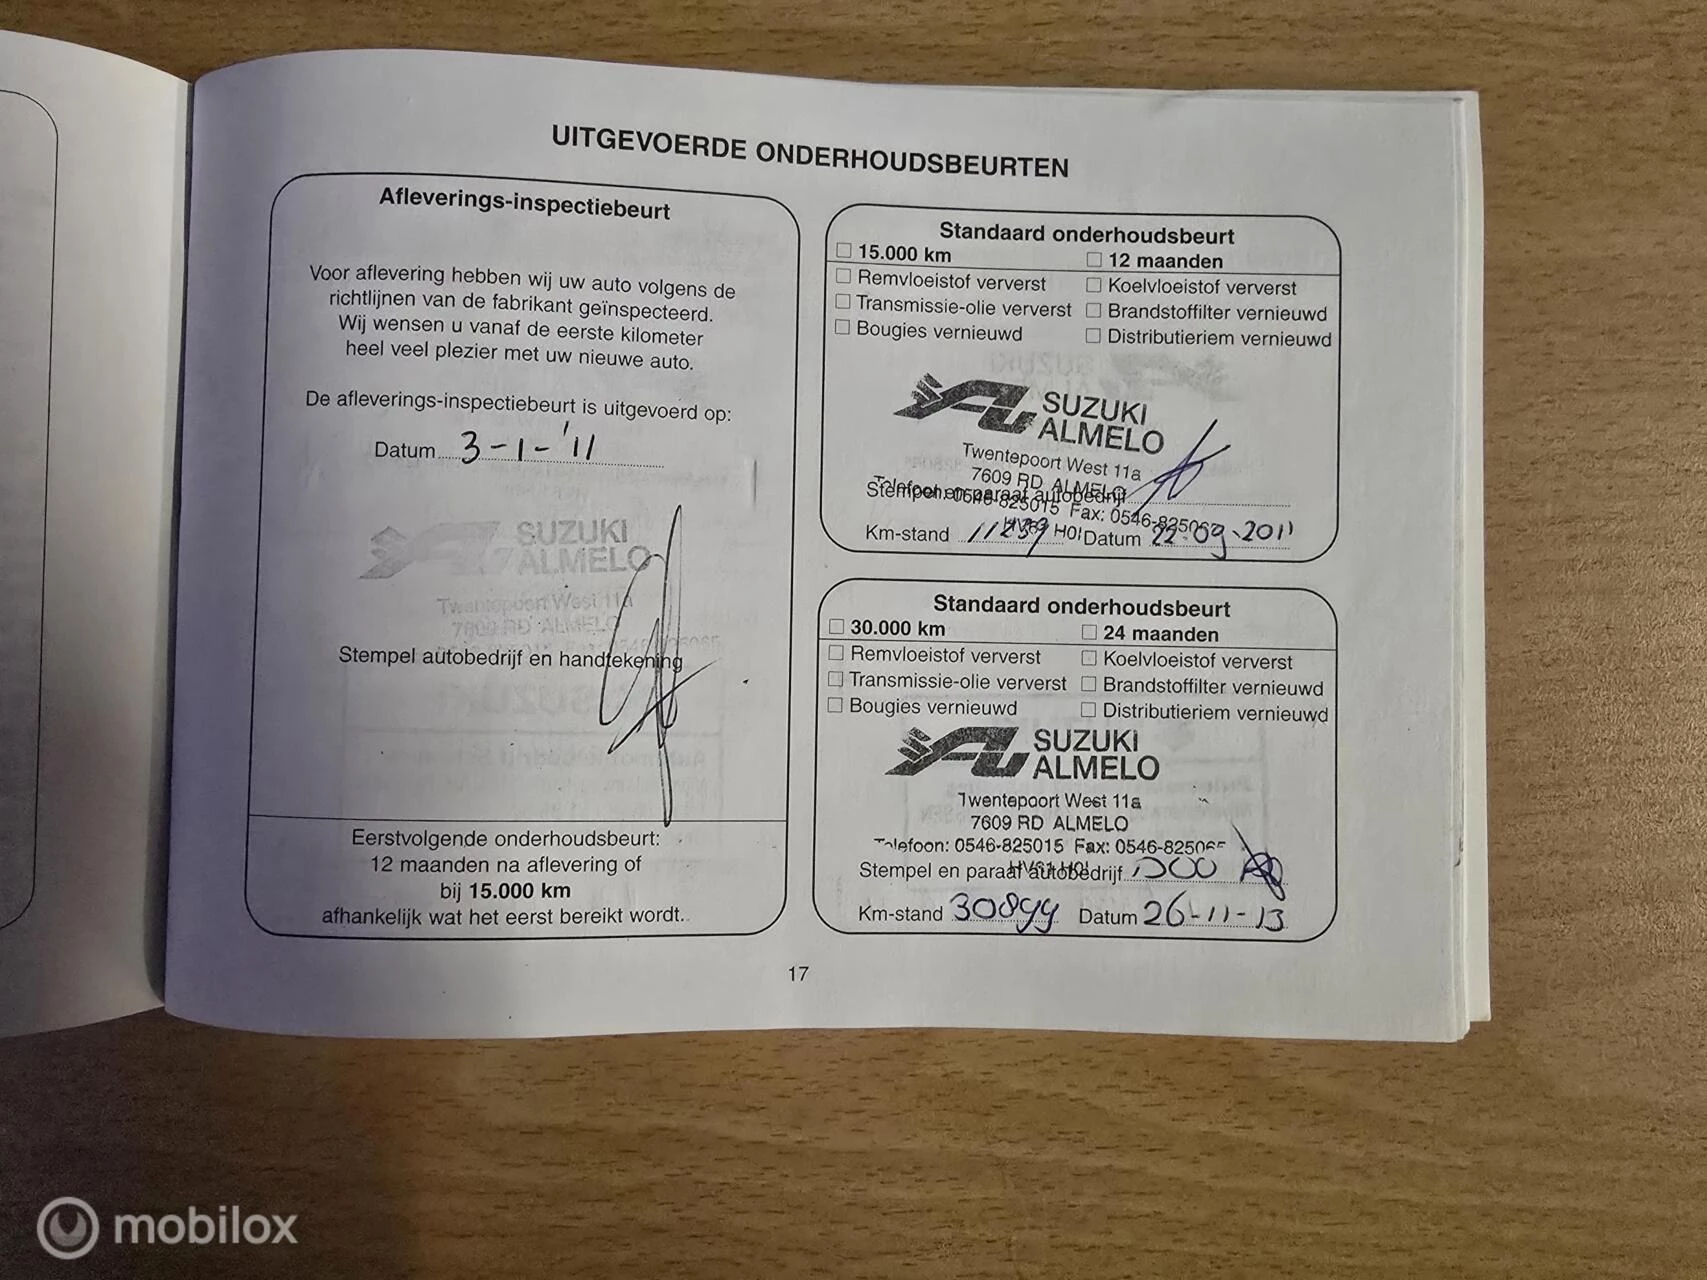 UITGEVOERDE ONDERHOUDSBEURTEN
Afleverings-inspectiebeurt
Voor aflevering hebben wij uw auto volgens de
richtlijnen van de fabrikant geïnspecteerd.
Wij wensen u vanaf de eerste kilometer
heel veel plezier met uw nieuwe auto.
De afleverings-inspectiebeurt is uitgevoerd op:
Datum 3-1-'11
SUZUKI
ALMELO
Twentepoort West 11a
7609 RD ALMELO
Stempel autobedrijf en handtekening
Eerstvolgende onderhoudsbeurt:
12 maanden na aflevering of
bij 15.000 km
afhankelijk wat het eerst bereikt wordt.
Standaard onderhoudsbeurt
15.000 km 12 maanden
Remvloeistof ververst Koelvloeistof ververst
Transmissie-olie ververst Brandstoffilter vernieuwd
Bougies vernieuwd Distributieriem vernieuwd
SUZUKI
ALMELO
Twentepoort West 11a
7609 RD ALMELO
Telefoon: 0546-825015 Fax: 0546-825065
Stempel en paraaf autobedrijf
Km-stand 11239 Datum 22-09-2011
Standaard onderhoudsbeurt
30.000 km 24 maanden
Remvloeistof ververst Koelvloeistof ververst
Transmissie-olie ververst Brandstoffilter vernieuwd
Bougies vernieuwd Distributieriem vernieuwd
SUZUKI
ALMELO
Twentepoort West 11a
7609 RD ALMELO
Telefoon: 0546-825015 Fax: 0546-825065
Stempel en paraaf autobedrijf
Km-stand 30899 Datum 26-11-13
17
mobilox